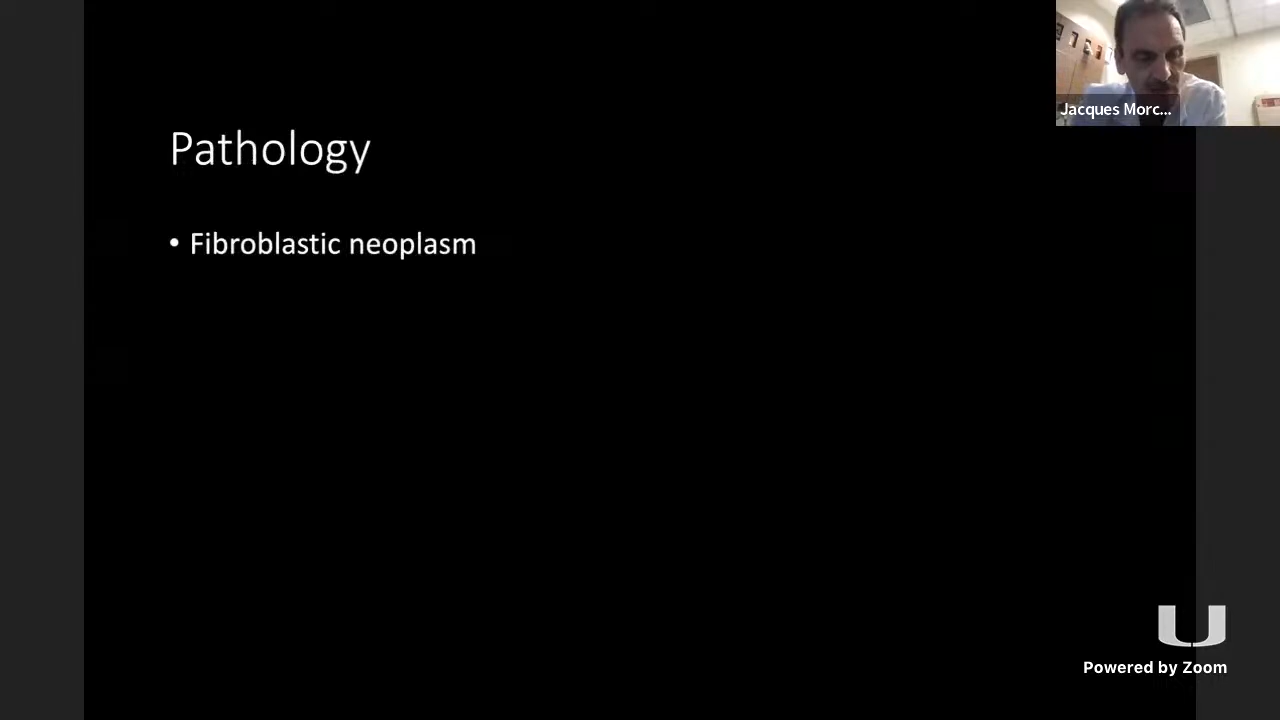 Jacques Morc...
Pathology
• Fibroblastic neoplasm
U
Powered by Zoom